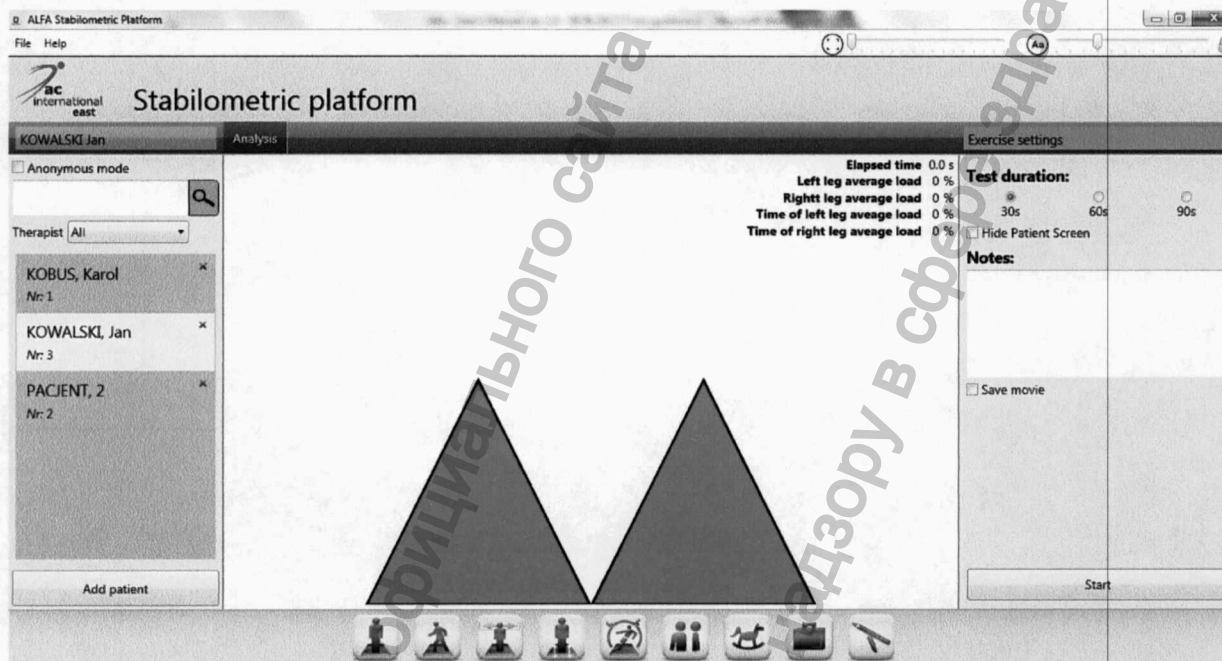 ALFA Stabilometric Platform
File Help
Aa
ac
international
east
Stabilometric platform
KOWALSKI Jan
Analysis
Exercise settings
Anonymous mode
Therapist All
KOBUS, Karol
Nr: 1
KOWALSKI, Jan
Nr: 3
PACJENT, 2
Nr: 2
Add patient
Elapsed time 0.0 s
Left leg average load 0 %
Rightt leg average load 0 %
Time of left leg average load 0 %
Time of right leg aveage load 0 %
Test duration:
30s 60s 90s
Hide Patient Screen
Notes:
Save movie
Start
официального сайта
надзору в сфере здра